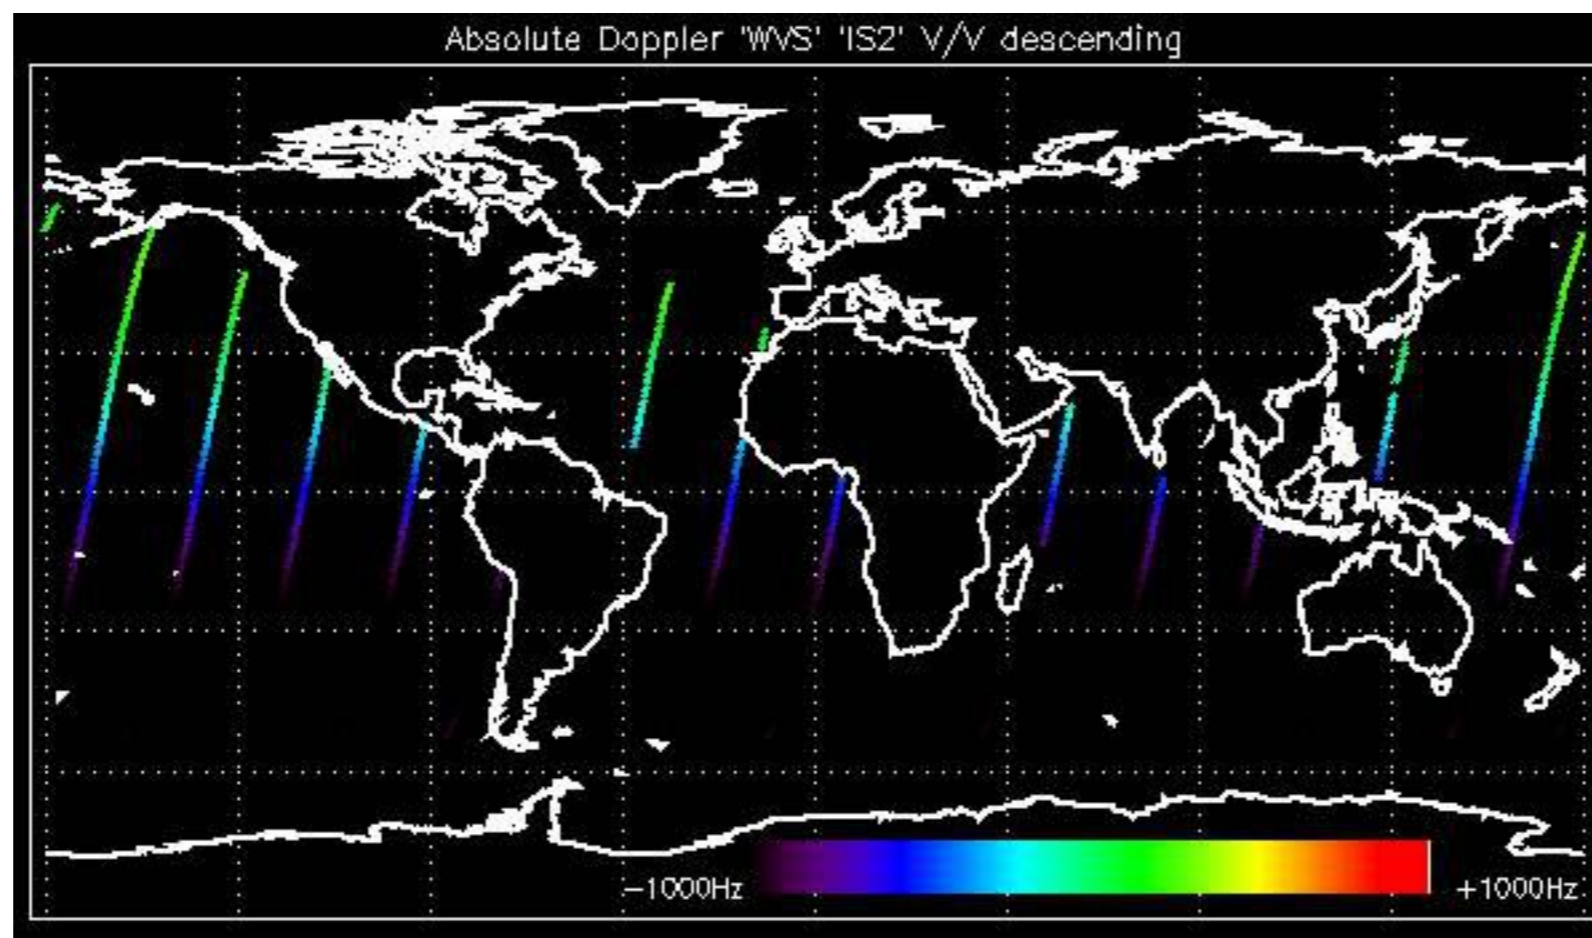 Absolute Doppler 'WVS' 'IS2' V/V descending
-1000Hz
+1000Hz